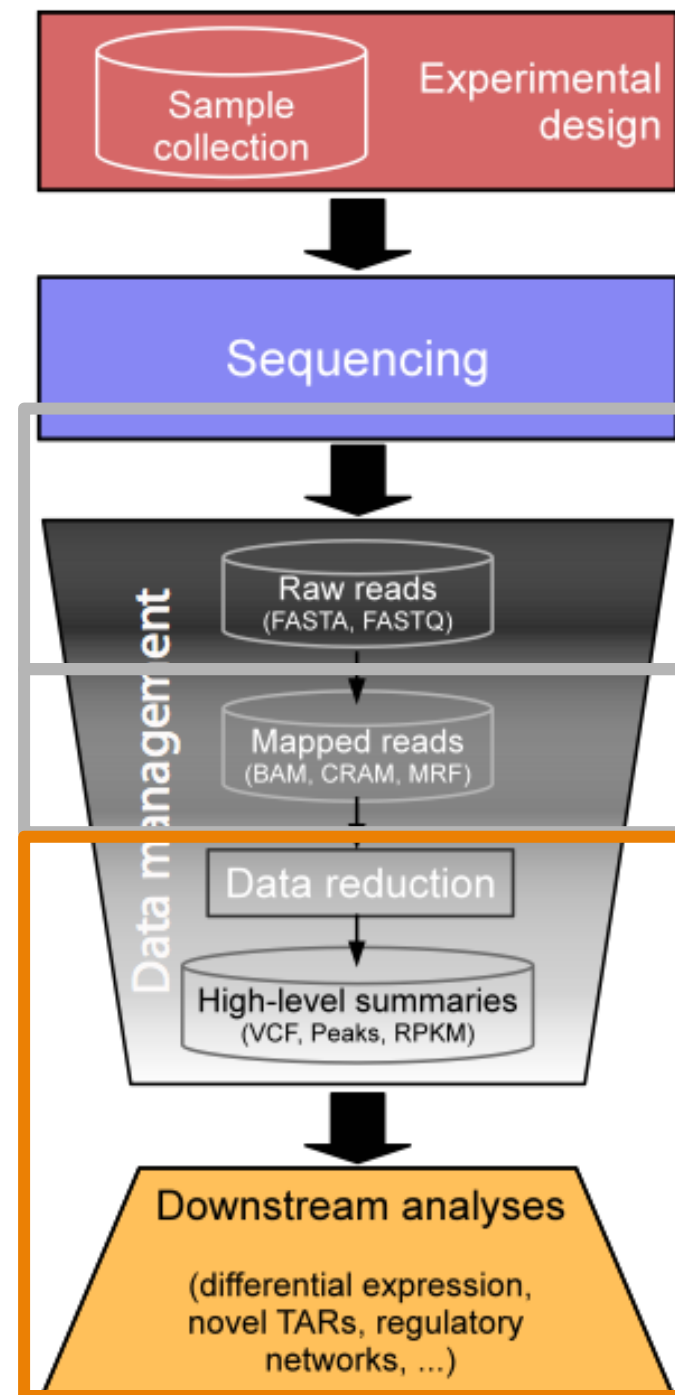 Sample
collection
Experimental
design
Sequencing
Data management
Raw reads
(FASTA, FASTQ)
Mapped reads
(BAM, CRAM, MRF)
Data reduction
High-level summaries
(VCF, Peaks, RPKM)
Downstream analyses
(differential expression,
novel TARs, regulatory
networks, ...)